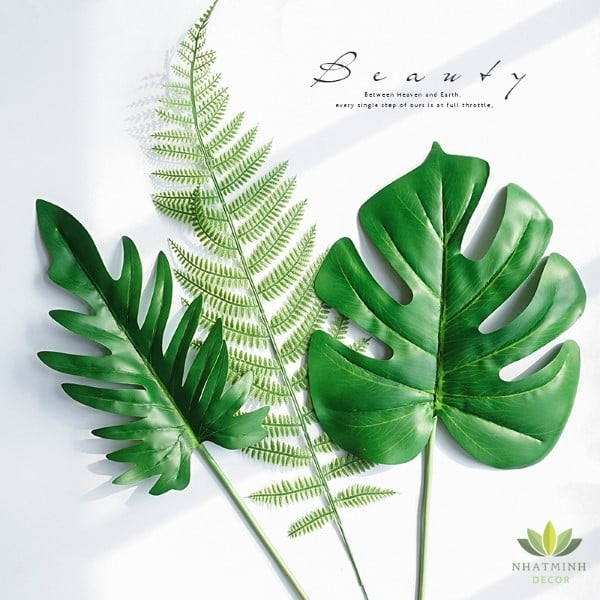 Beauty
Between Heaven and Earth,
every single step of ours is at full throttle,
NHATMINH
DECOR